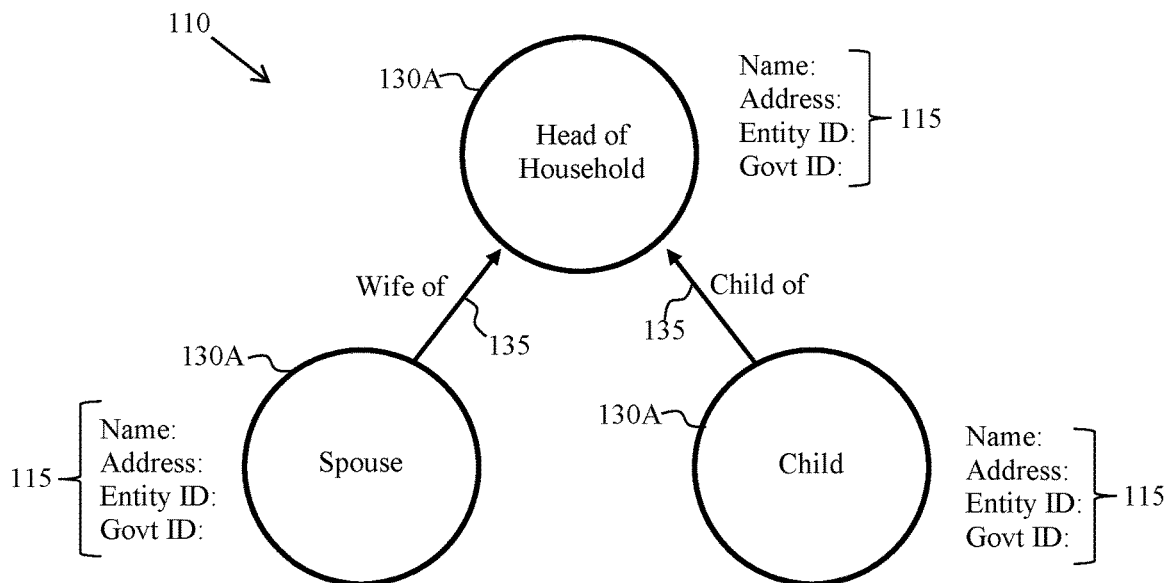 110
130A
Head of
Household
Name:
Address:
Entity ID:
Govt ID:
115
Wife of
135
Child of
135
130A
Spouse
115
Name:
Address:
Entity ID:
Govt ID:
130A
Child
Name:
Address:
Entity ID:
Govt ID:
115